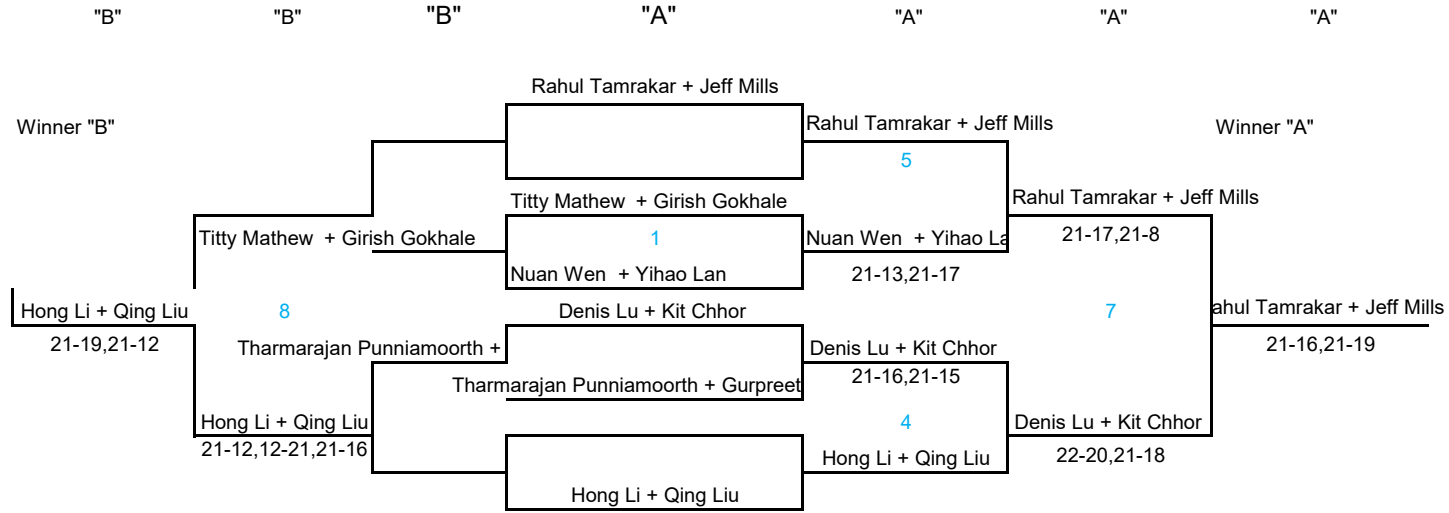 "B" "B" "B" "A" "A" "A" "A"
Rahul Tamrakar + Jeff Mills
Winner "B" Rahul Tamrakar + Jeff Mills Winner "A"
5
Titty Mathew + Girish Gokhale Rahul Tamrakar + Jeff Mills
Titty Mathew + Girish Gokhale 1 Nuan Wen + Yihao La 21-17,21-8
Nuan Wen + Yihao Lan 21-13,21-17
Hong Li + Qing Liu 8 Denis Lu + Kit Chhor 7 ahul Tamrakar + Jeff Mills
21-19,21-12 Tharmarajan Punniamoorth + Denis Lu + Kit Chhor 21-16,21-19
Tharmarajan Punniamoorth + Gurpreet 21-16,21-15
Hong Li + Qing Liu 4 Denis Lu + Kit Chhor
21-12,12-21,21-16 Hong Li + Qing Liu 22-20,21-18
Hong Li + Qing Liu